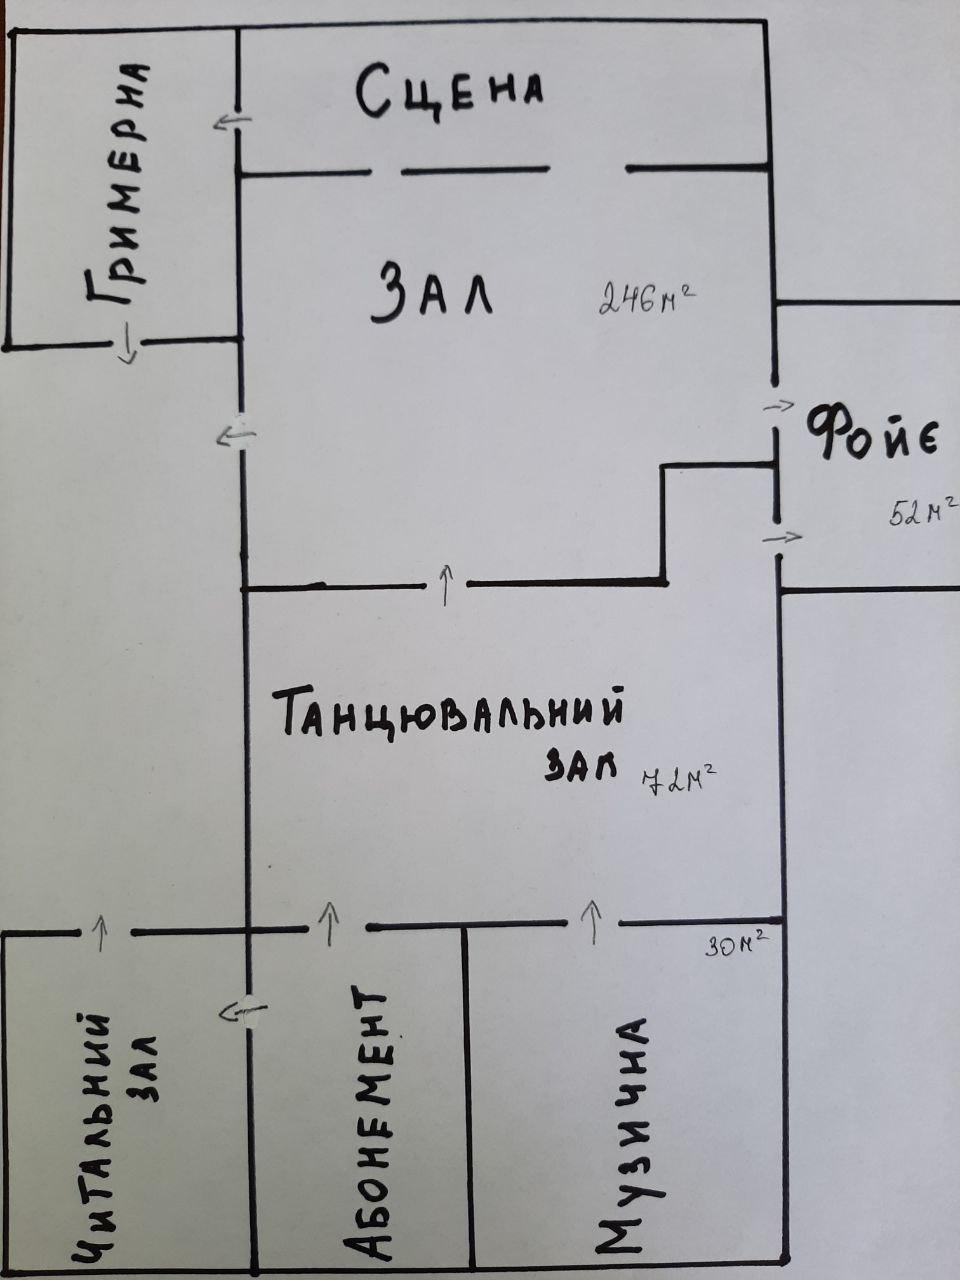 Сцена
Гримерна
Зал
246м²
Фойє
52м²
Танцювальний
зал
72м²
30м²
Читальний
зал
Абонемент
Музична